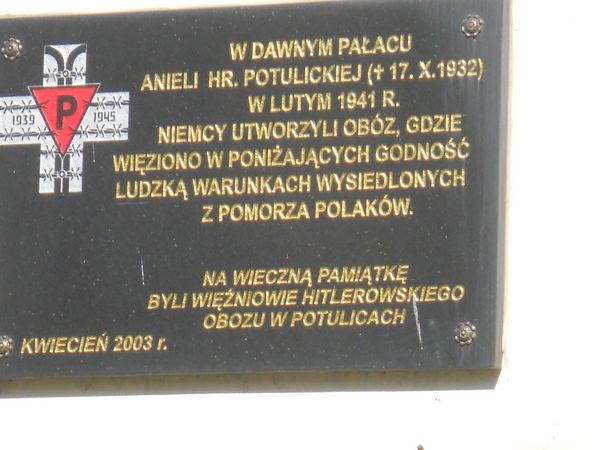 W DAWNYM PAŁACU
ANIELI HR. POTULICKIEJ († 17. X.1932)
W LUTYM 1941 R.
NIEMCY UTWORZYLI OBÓZ, GDZIE
WIĘZIONO W PONIŻAJĄCYCH GODNOŚĆ
LUDZKĄ WARUNKACH WYSIEDLONYCH
Z POMORZA POLAKÓW.
P
1939 1945
NA WIECZNĄ PAMIĄTKĘ
BYLI WIĘŹNIOWIE HITLEROWSKIEGO
OBOZU W POTULICACH
KWIECIEŃ 2003 r.